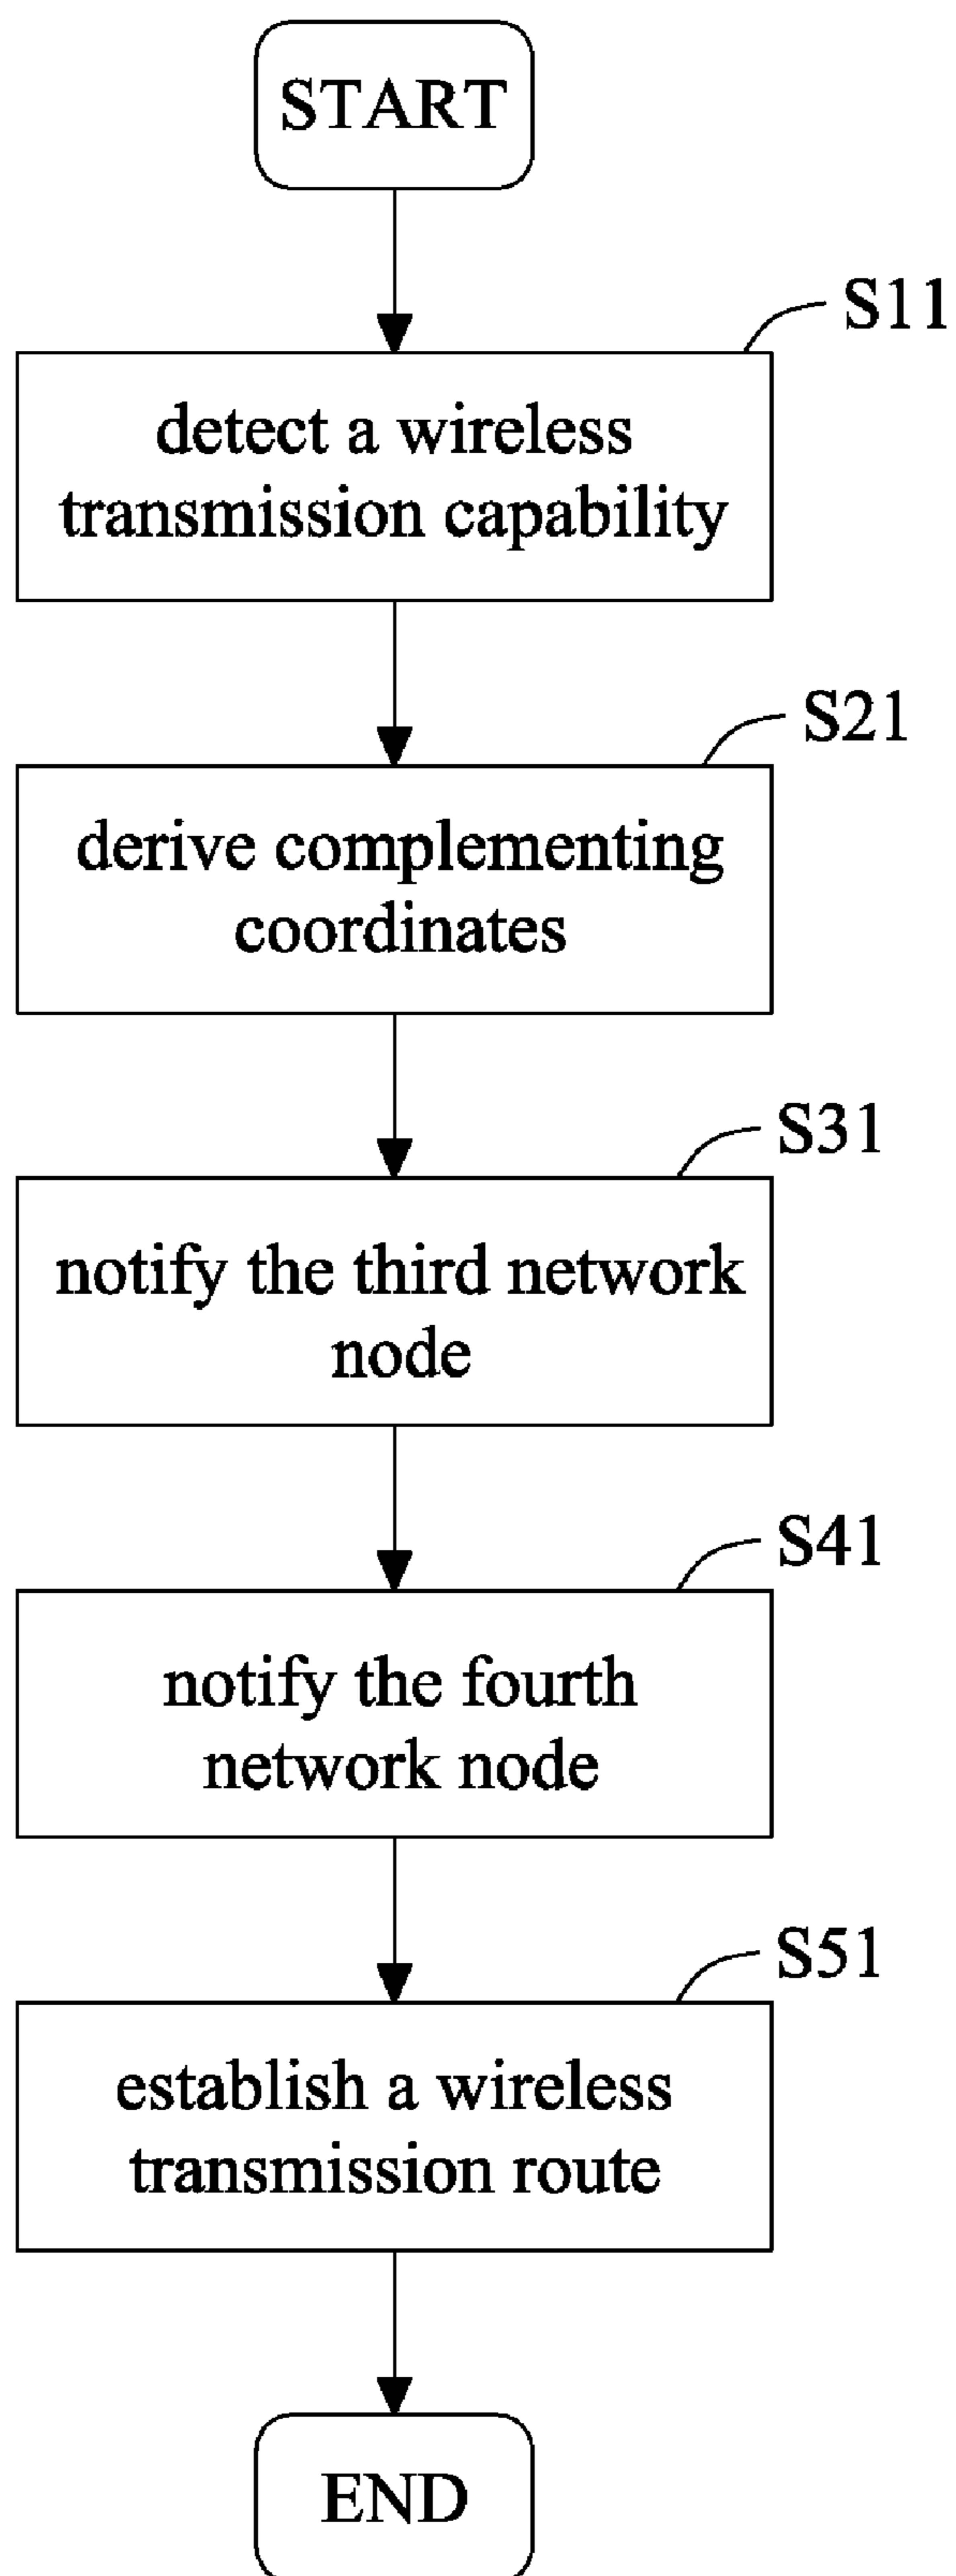 START
S11
detect a wireless
transmission capability
S21
derive complementing
coordinates
S31
notify the third network
node
S41
notify the fourth
network node
S51
establish a wireless
transmission route
END